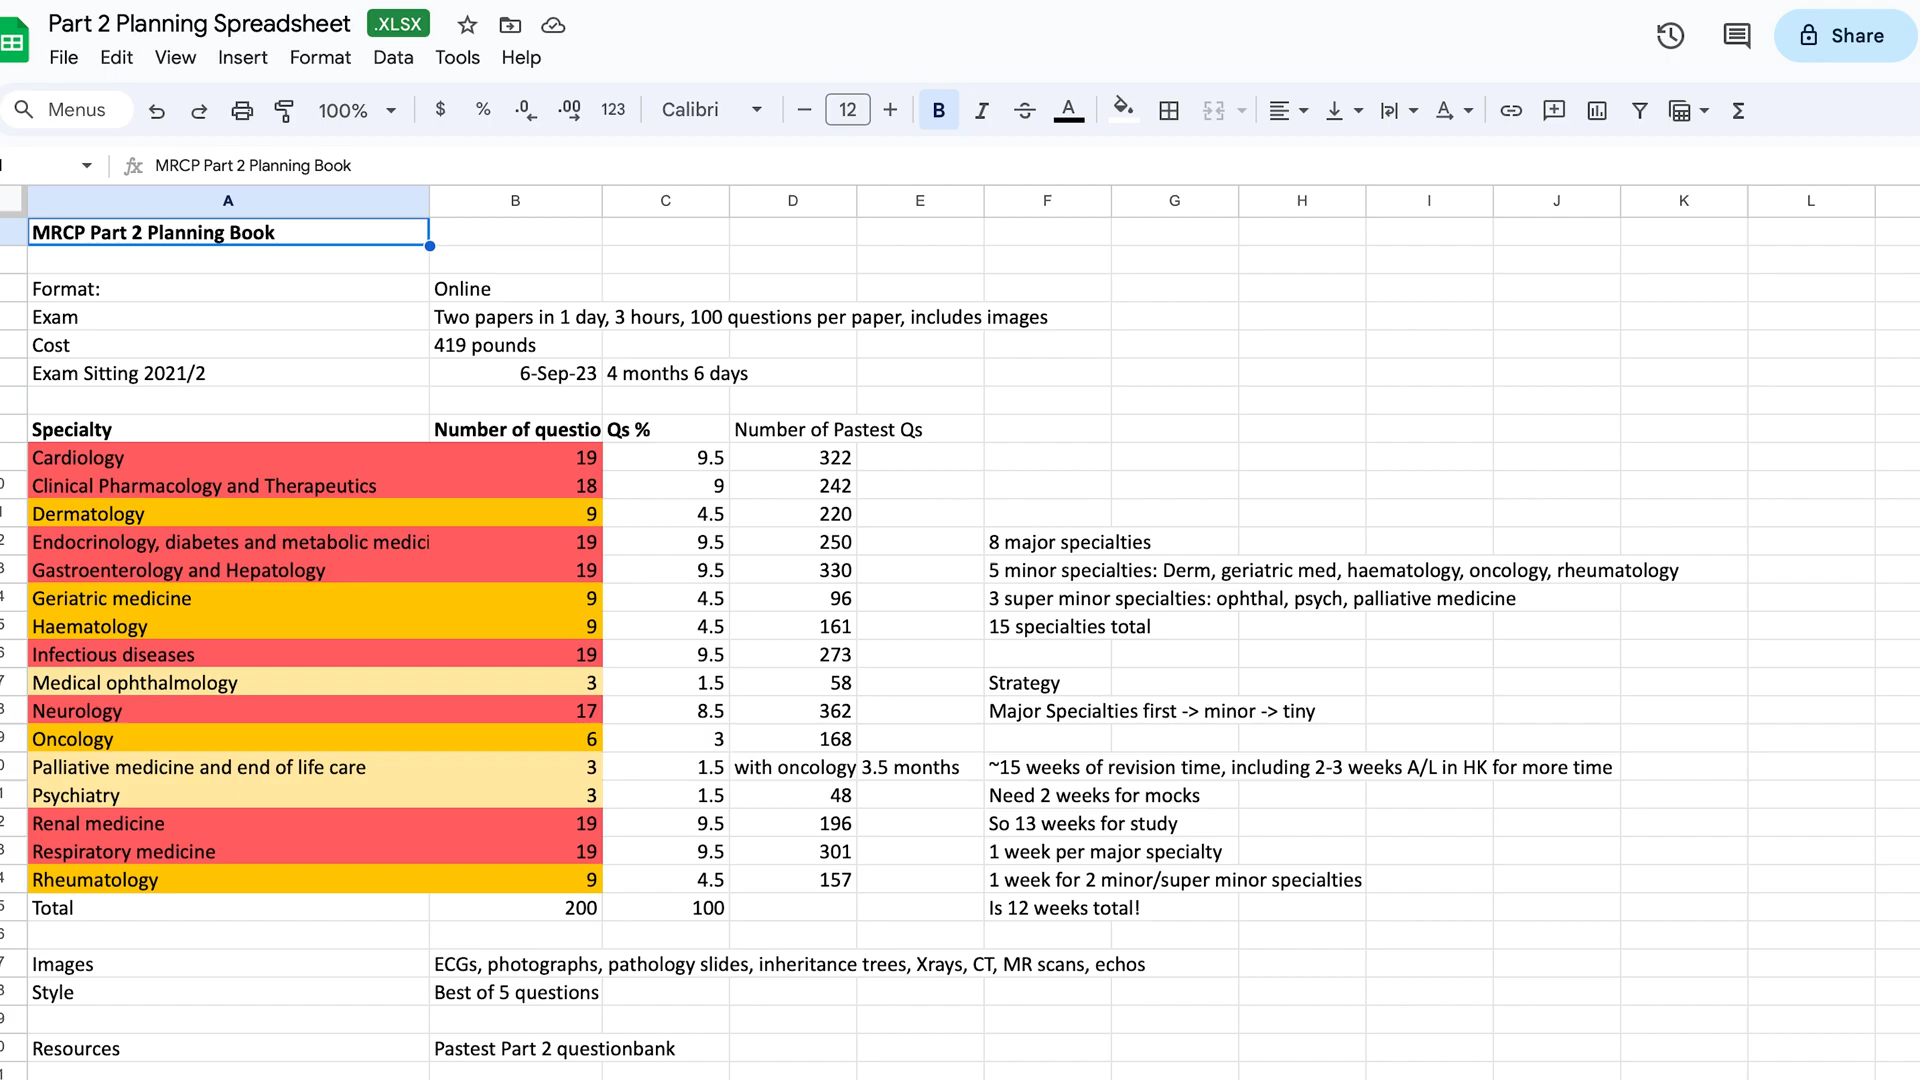 Part 2 Planning Spreadsheet .XLSX
Share
File Edit View Insert Format Data Tools Help
Menus 100% $ % .0 .00 123 Calibri 12 B I A Σ
fx MRCP Part 2 Planning Book
A B C D E F G H I J K L
MRCP Part 2 Planning Book
Format: Online
Exam Two papers in 1 day, 3 hours, 100 questions per paper, includes images
Cost 419 pounds
Exam Sitting 2021/2 6-Sep-23 4 months 6 days
Specialty Number of questio Qs % Number of Pastest Qs
Cardiology 19 9.5 322
Clinical Pharmacology and Therapeutics 18 9 242
Dermatology 9 4.5 220
Endocrinology, diabetes and metabolic medici 19 9.5 250 8 major specialties
Gastroenterology and Hepatology 19 9.5 330 5 minor specialties: Derm, geriatric med, haematology, oncology, rheumatology
Geriatric medicine 9 4.5 96 3 super minor specialties: ophthal, psych, palliative medicine
Haematology 9 4.5 161 15 specialties total
Infectious diseases 19 9.5 273
Medical ophthalmology 3 1.5 58 Strategy
Neurology 17 8.5 362 Major Specialties first -> minor -> tiny
Oncology 6 3 168
Palliative medicine and end of life care 3 1.5 with oncology 3.5 months ~15 weeks of revision time, including 2-3 weeks A/L in HK for more time
Psychiatry 3 1.5 48 Need 2 weeks for mocks
Renal medicine 19 9.5 196 So 13 weeks for study
Respiratory medicine 19 9.5 301 1 week per major specialty
Rheumatology 9 4.5 157 1 week for 2 minor/super minor specialties
Total 200 100 Is 12 weeks total!
Images ECGs, photographs, pathology slides, inheritance trees, Xrays, CT, MR scans, echos
Style Best of 5 questions
Resources Pastest Part 2 questionbank